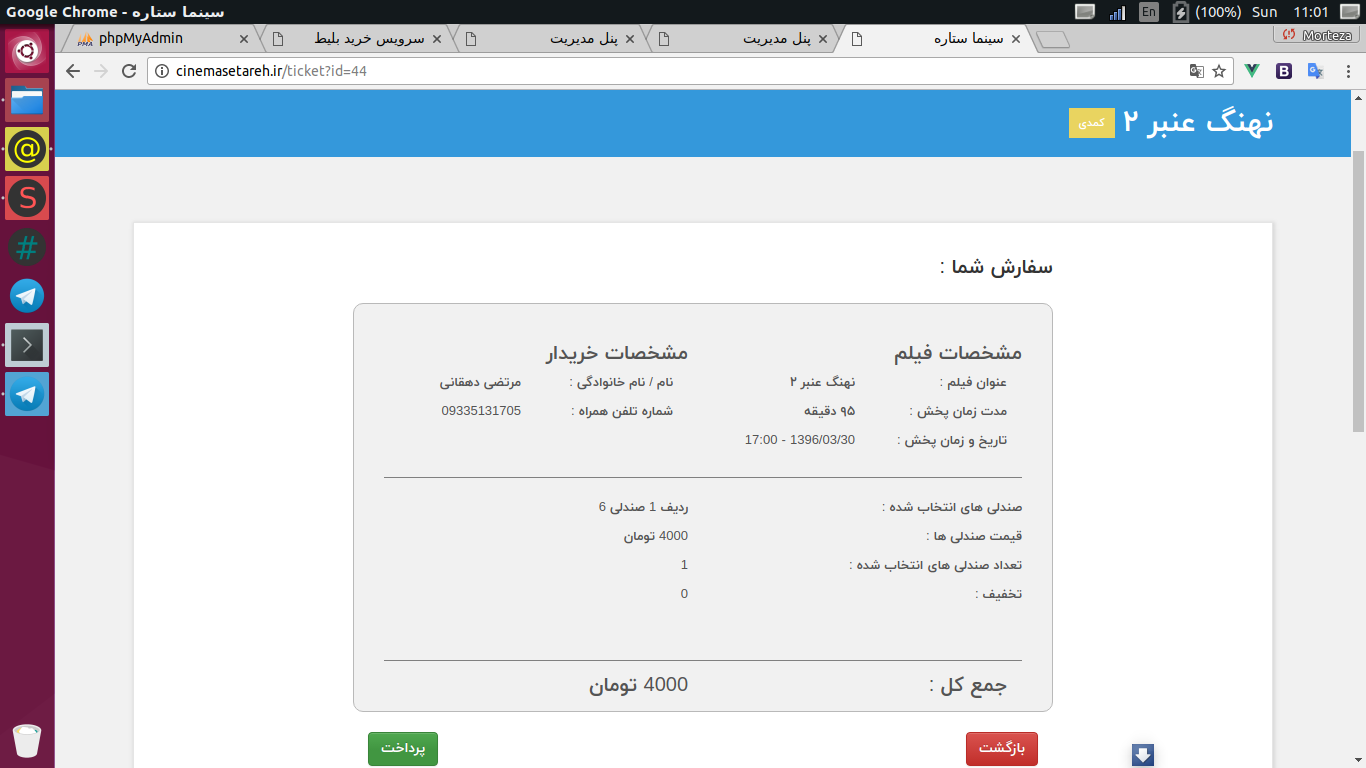 Google Chrome - سینما ستاره
En (100%) Sun 11:01
phpMyAdmin
سرویس خرید بلیط
پنل مدیریت
پنل مدیریت
سینما ستاره
Morteza
cinemasetareh.ir/ticket?id=44
نهنگ عنبر ۲ کمدی
سفارش شما :
مشخصات فیلم مشخصات خریدار
عنوان فیلم : نهنگ عنبر ۲ نام / نام خانوادگی : مرتضی دهقانی
مدت زمان پخش : ۹۵ دقیقه شماره تلفن همراه : 09335131705
تاریخ و زمان پخش : 1396/03/30 - 17:00
صندلی های انتخاب شده : ردیف 1 صندلی 6
قیمت صندلی ها : 4000 تومان
تعداد صندلی های انتخاب شده : 1
تخفیف : 0
جمع کل : 4000 تومان
بازگشت پرداخت